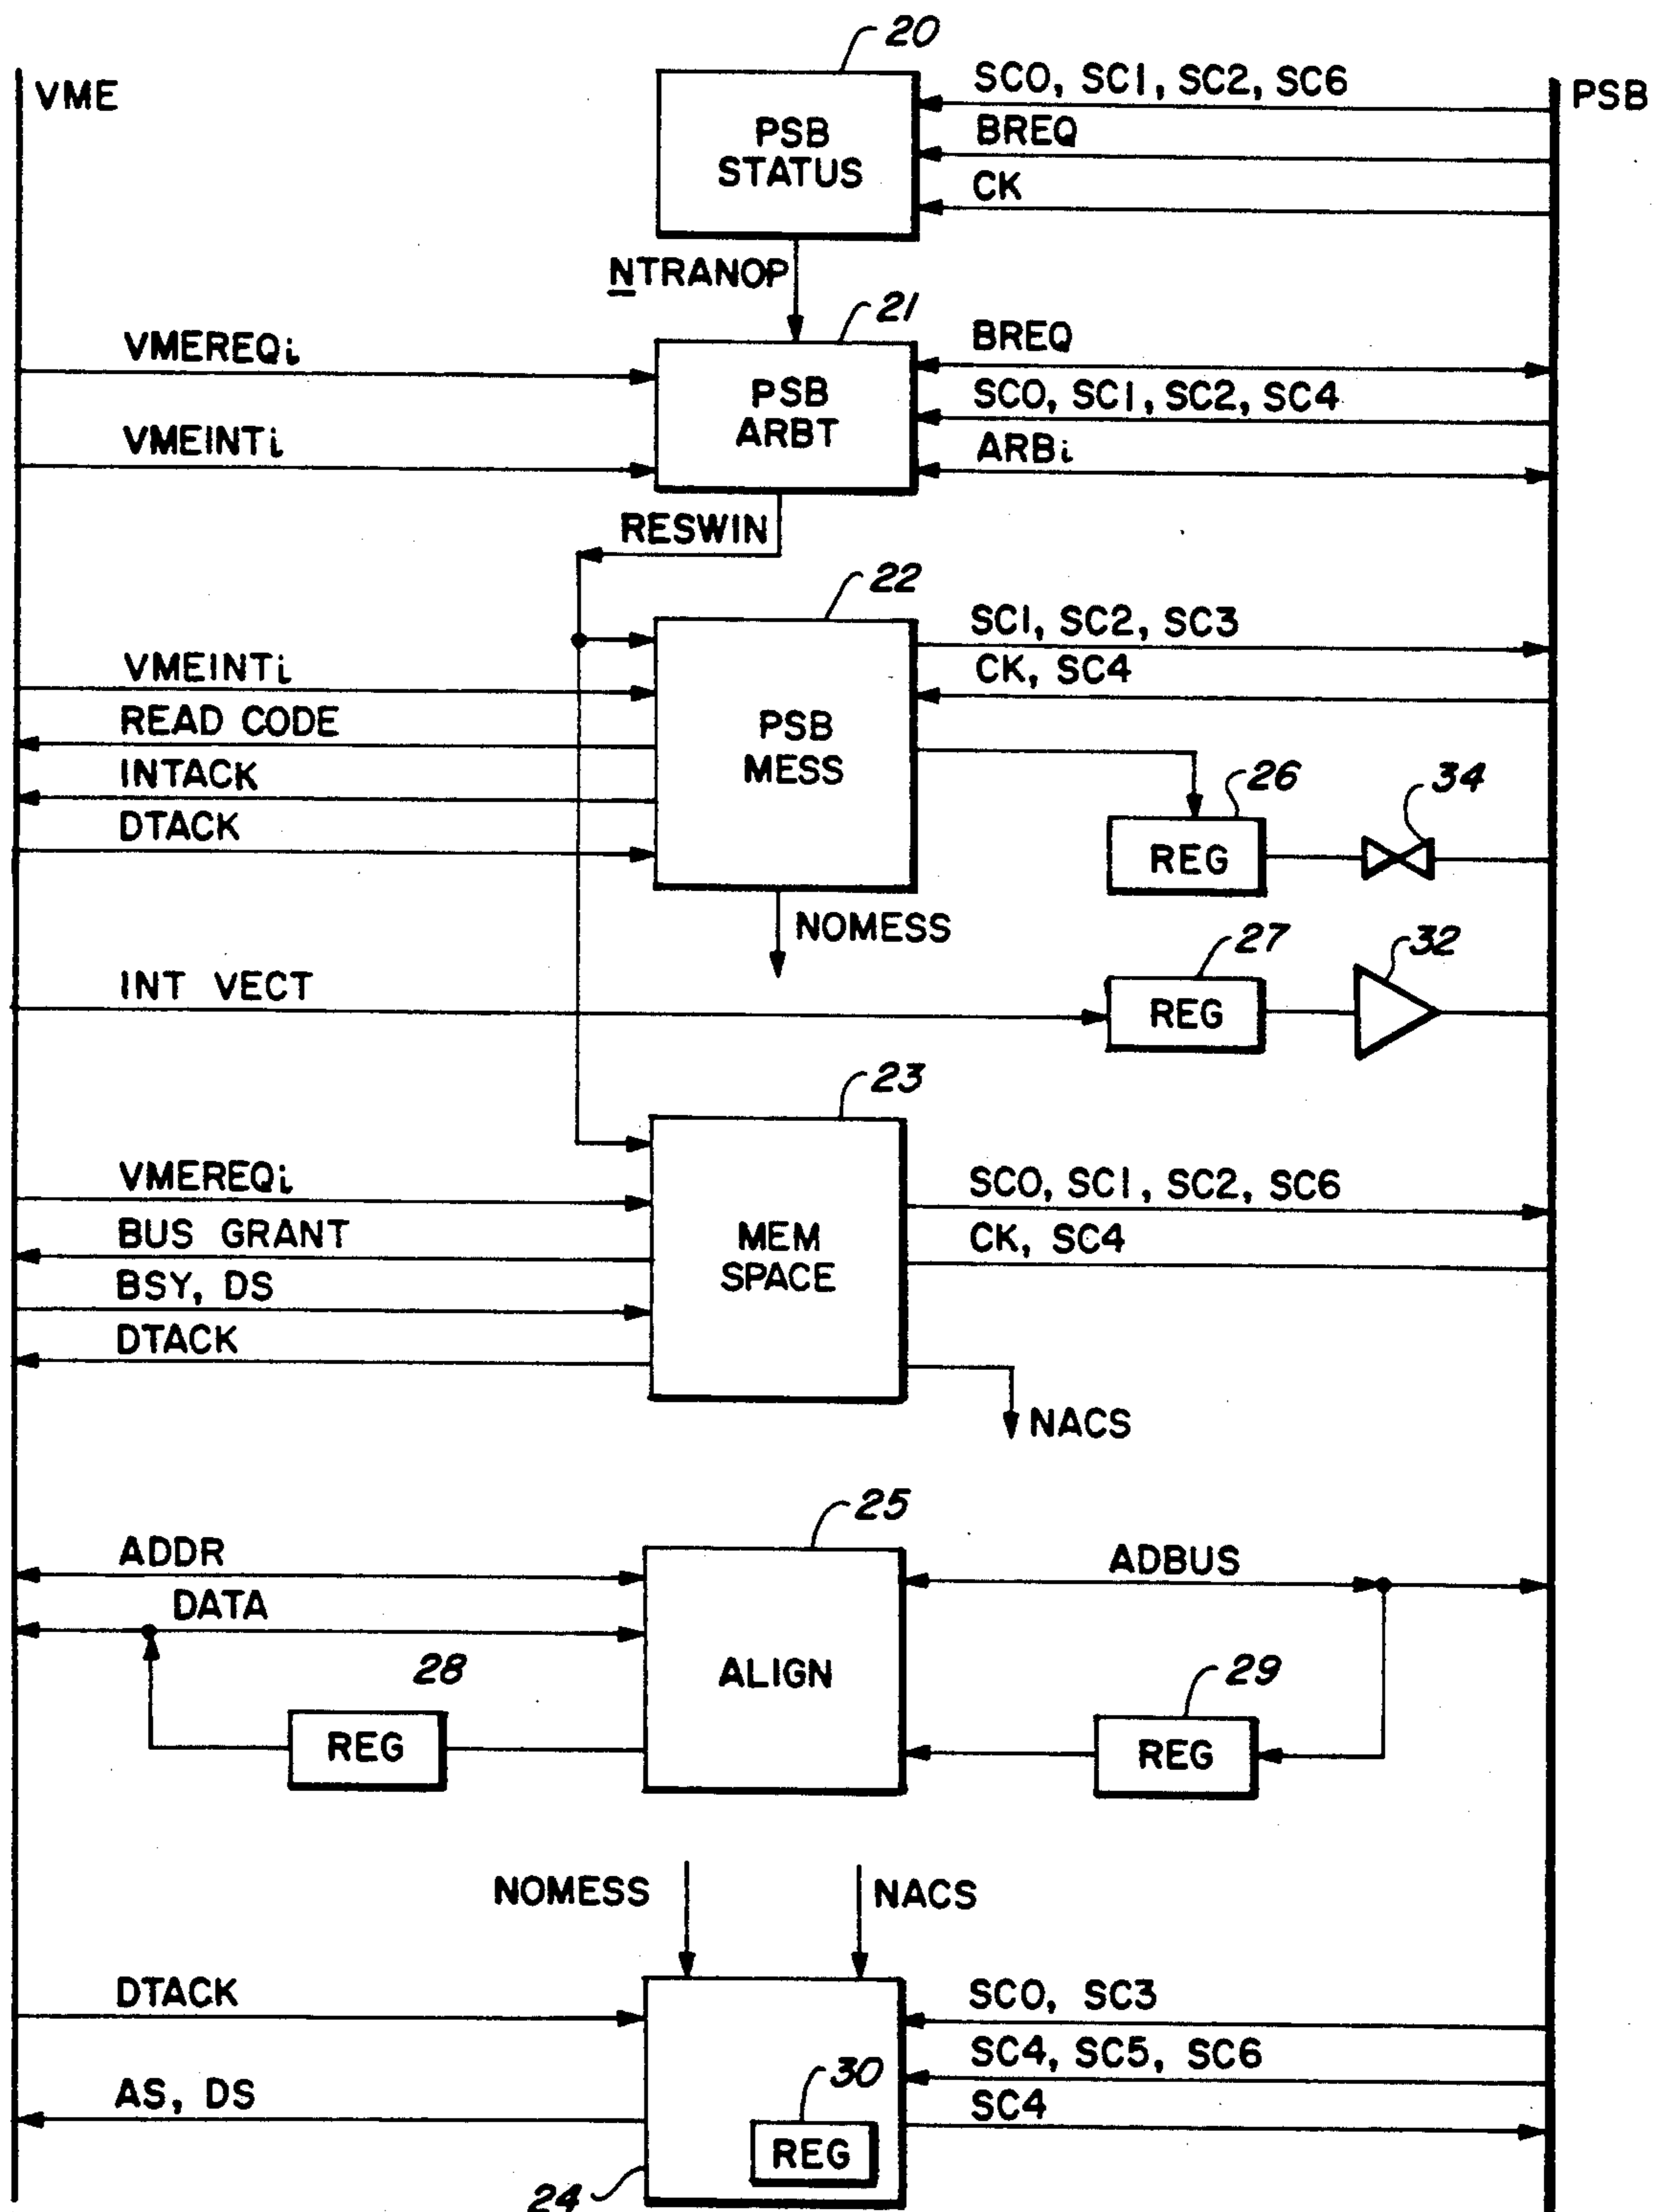 20
VME
SC0, SC1, SC2, SC6
PSB
BREQ
PSB
STATUS
CK
NTRANOP
21
VMEREQi
BREQ
PSB
ARBT
SC0, SC1, SC2, SC4
VMEINTi
ARBi
RESWIN
22
SC1, SC2, SC3
VMEINTi
CK, SC4
READ CODE
PSB
MESS
INTACK
26
34
DTACK
REG
NOMESS
27
32
INT VECT
REG
23
VMEREQi
SC0, SC1, SC2, SC6
BUS GRANT
MEM
SPACE
CK, SC4
BSY, DS
DTACK
NACS
25
ADDR
ADBUS
DATA
28
ALIGN
29
REG
REG
NOMESS
NACS
DTACK
SC0, SC3
SC4, SC5, SC6
30
AS, DS
SC4
REG
24